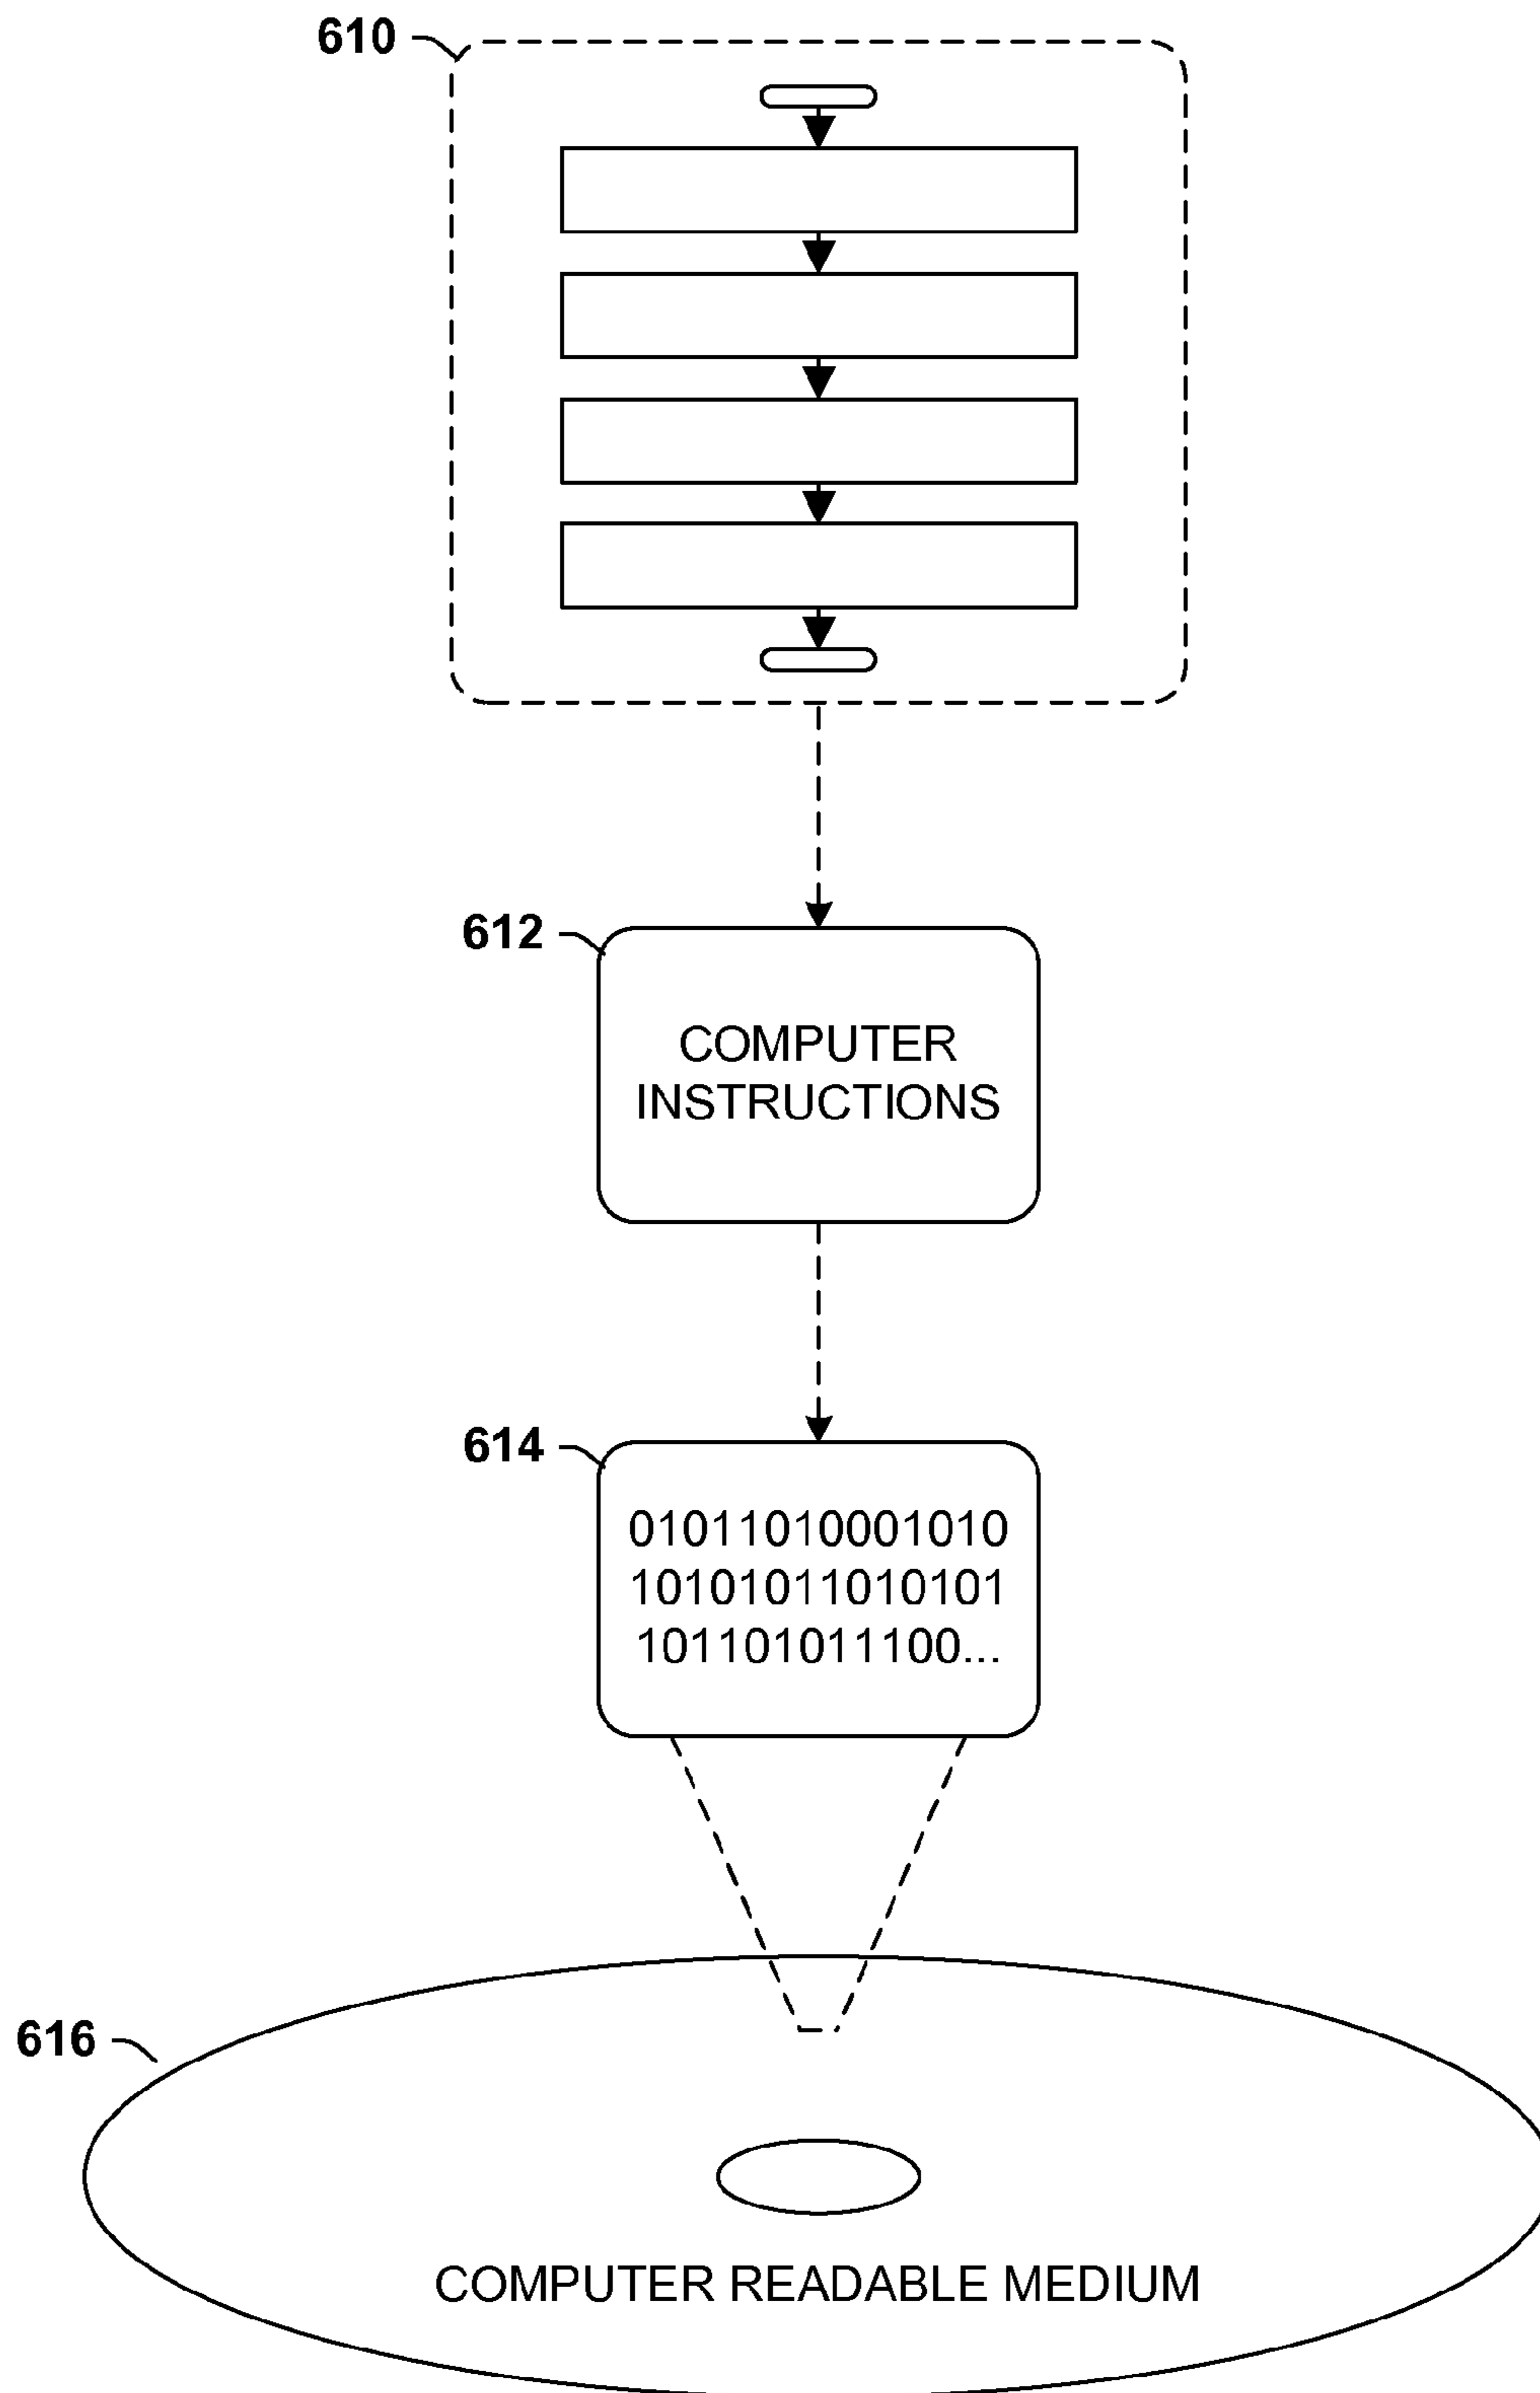 610
612
COMPUTER
INSTRUCTIONS
614
01011010001010
10101011010101
101101011100...
616
COMPUTER READABLE MEDIUM